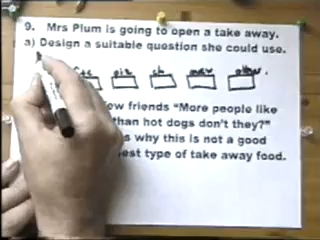 9. Mrs Plum is going to open a take away.
a) Design a suitable question she could use.
few friends "More people like
than hot dogs don't they?"
s why this is not a good
est type of take away food.